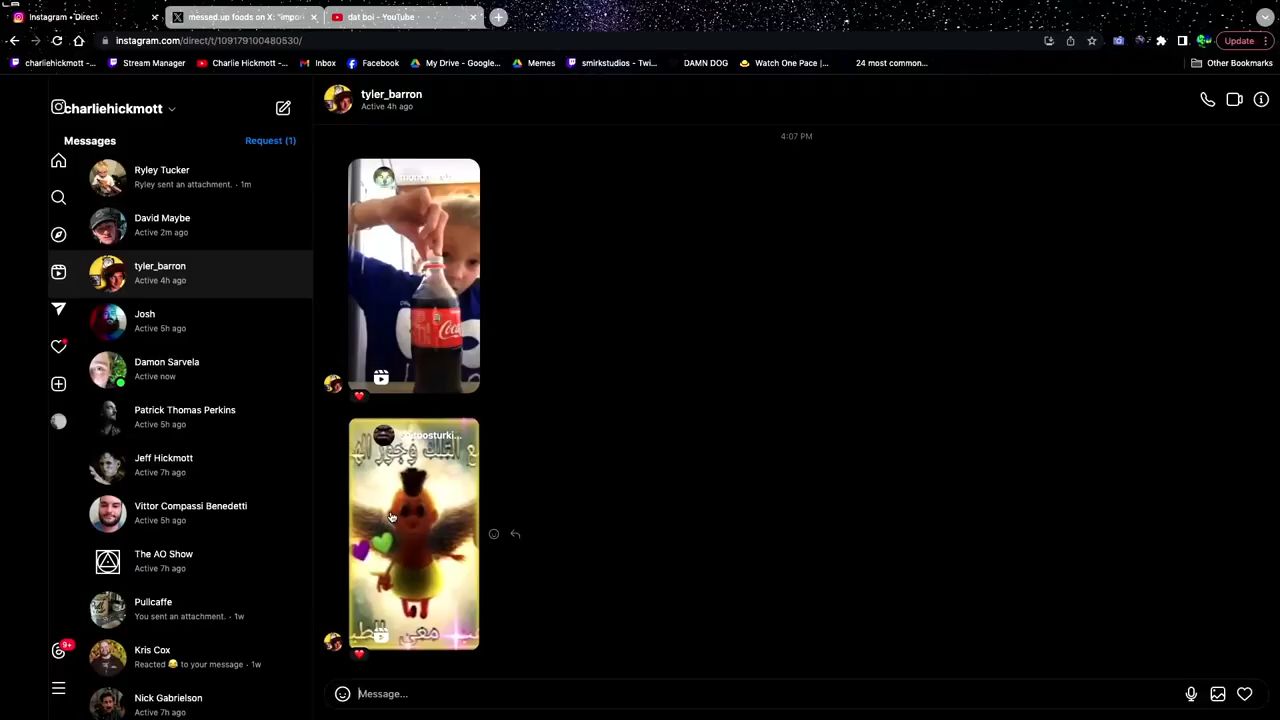 Instagram • Direct
messed up foods on X: "impo
dat boi - YouTube
instagram.com/direct/t/109179100480530/
Update
charliehickmott...
Stream Manager
Charlie Hickmott -...
Inbox
Facebook
My Drive - Google...
Memes
smirkstudios - Twi...
DAMN DOG
Watch One Pace |...
24 most common...
Other Bookmarks
charliehickmott
Messages
Request (1)
Ryley Tucker
Ryley sent an attachment. · 1m
David Maybe
Active 2m ago
tyler_barron
Active 4h ago
Josh
Active 5h ago
Damon Sarvela
Active now
Patrick Thomas Perkins
Active 5h ago
Jeff Hickmott
Active 7h ago
Vittor Compassi Benedetti
Active 5h ago
The AO Show
Active 7h ago
Pullcaffe
You sent an attachment. · 1w
9+
Kris Cox
Reacted 😂 to your message · 1w
Nick Gabrielson
Active 7h ago
tyler_barron
Active 4h ago
4:07 PM
القلب وجوز
معي
Message...